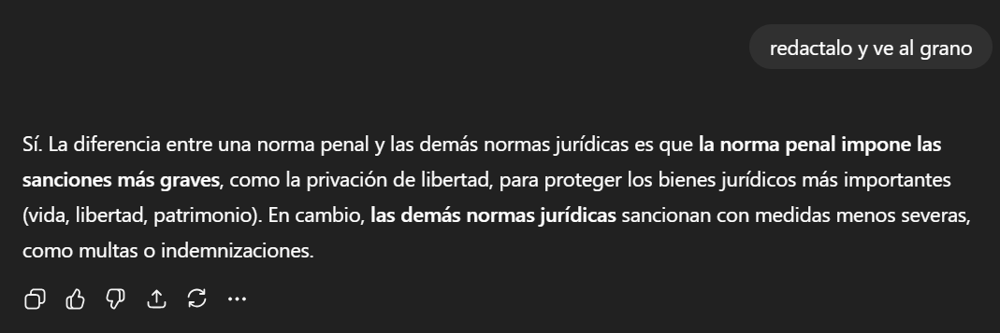 redactalo y ve al grano
Sí. La diferencia entre una norma penal y las demás normas jurídicas es que la norma penal impone las
sanciones más graves, como la privación de libertad, para proteger los bienes jurídicos más importantes
(vida, libertad, patrimonio). En cambio, las demás normas jurídicas sancionan con medidas menos severas,
como multas o indemnizaciones.